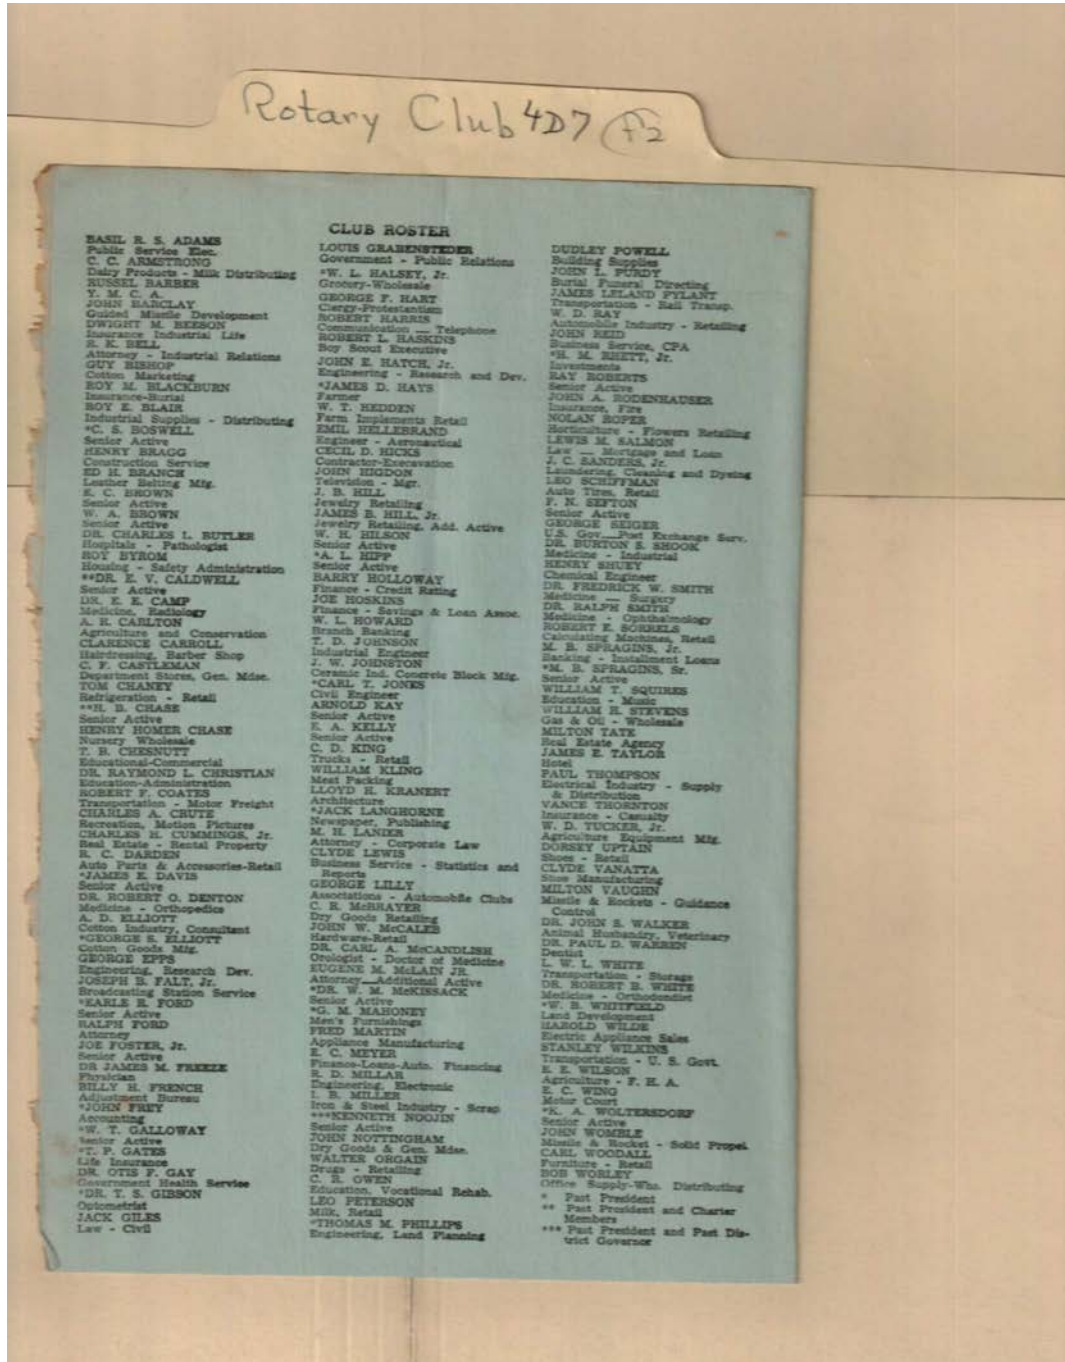 Rotary Club 4D7 F2
CLUB ROSTER
BASIL R. S. ADAMS
Public Service Elec.
C. C. ARMSTRONG
Dairy Products - Milk Distributing
RUSSEL BARBER
Y. M. C. A.
JOHN BARCLAY
Guided Missile Development
DWIGHT M. BEESON
Insurance Industrial Life
R. K. BELL
Attorney - Industrial Relations
GUY BISHOP
Cotton Marketing
ROY M. BLACKBURN
Insurance-Burial
ROY E. BLAIR
Industrial Supplies - Distributing
*C. S. BOSWELL
Senior Active
HENRY BRAGG
Construction Service
ED H. BRANCH
Leather Belting Mfg.
E. C. BROWN
Senior Active
W. A. BROWN
Senior Active
DR. CHARLES L. BUTLER
Hospitals - Pathologist
ROY BYROM
Housing - Safety Administration
**DR. E. V. CALDWELL
Senior Active
DR. E. E. CAMP
Medicine, Radiology
A. H. CARLTON
Agriculture and Conservation
CLARENCE CARROLL
Hairdressing, Barber Shop
C. F. CASTLEMAN
Department Stores, Gen. Mdse.
TOM CHANEY
Refrigeration - Retail
**H. B. CHASE
Senior Active
HENRY HOMER CHASE
Nursery Wholesale
T. B. CHESNUTT
Educational-Commercial
DR. RAYMOND L. CHRISTIAN
Education-Administration
ROBERT F. COATES
Transportation - Motor Freight
CHARLES A. CRUTE
Recreation, Motion Pictures
CHARLES H. CUMMINGS, Jr.
Real Estate - Rental Property
R. C. DARDEN
Auto Parts & Accessories-Retail
*JAMES E. DAVIS
Senior Active
DR. ROBERT O. DENTON
Medicine - Orthopedics
A. D. ELLIOTT
Cotton Industry, Consultant
*GEORGE S. ELLIOTT
Cotton Goods Mfg.
GEORGE EPPS
Engineering, Research Dev.
JOSEPH B. FALT, Jr.
Broadcasting Station Service
*EARLE R. FORD
Senior Active
RALPH FORD
Attorney
JOE FOSTER, Jr.
Senior Active
DR JAMES M. FREEZE
Physician
BILLY H. FRENCH
Adjustment Bureau
*JOHN FREY
Accounting
*W. T. GALLOWAY
Senior Active
*T. P. GATES
Life Insurance
DR. OTIS F. GAY
Government Health Service
*DR. T. S. GIBSON
Optometrist
JACK GILES
Law - Civil
LOUIS GRABENSTEDER
Government - Public Relations
*W. L. HALSEY, Jr.
Grocery-Wholesale
GEORGE F. HART
Clergy-Protestantism
ROBERT HARRIS
Communication — Telephone
ROBERT L. HASKINS
Boy Scout Executive
JOHN E. HATCH, Jr.
Engineering - Research and Dev.
*JAMES D. HAYS
Farmer
W. T. HEDDEN
Farm Implements Retail
EMIL HELLEBRAND
Engineer - Aeronautical
CECIL D. HICKS
Contractor-Execavation
JOHN HIGDON
Television - Mgr.
J. B. HILL
Jewelry Retailing
JAMES B. HILL, Jr.
Jewelry Retailing, Add. Active
W. H. HILSON
Senior Active
*A. L. HIPP
Senior Active
BARRY HOLLOWAY
Finance - Credit Rating
JOE HOSKINS
Finance - Savings & Loan Assoc.
W. L. HOWARD
Branch Banking
T. D. JOHNSON
Industrial Engineer
J. W. JOHNSTON
Ceramic Ind. Concrete Block Mfg.
*CARL T. JONES
Civil Engineer
ARNOLD KAY
Senior Active
E. A. KELLY
Senior Active
C. D. KING
Trucks - Retail
WILLIAM KLING
Meat Packing
LLOYD H. KRANERT
Architecture
*JACK LANGHORNE
Newspaper, Publishing
M. H. LANIER
Attorney - Corporate Law
CLYDE LEWIS
Business Service - Statistics and
Reports
GEORGE LILLY
Associations - Automobile Clubs
C. R. McBRAYER
Dry Goods Retailing
JOHN W. McCALEB
Hardware-Retail
DR. CARL A. McCANDLISH
Orologist - Doctor of Medicine
EUGENE M. McLAIN JR.
Attorney—Additional Active
*DR. W. M. McKISSACK
Senior Active
*G. M. MAHONEY
Men's Furnishings
FRED MARTIN
Appliance Manufacturing
E. C. MEYER
Finance-Loans-Auto. Financing
R. D. MILLAR
Engineering, Electronic
I. B. MILLER
Iron & Steel Industry - Scrap
***KENNETH NOOJIN
Senior Active
JOHN NOTTINGHAM
Dry Goods & Gen. Mdse.
WALTER ORGAIN
Drugs - Retailing
C. R. OWEN
Education, Vocational Rehab.
LEO PETERSON
Milk, Retail
*THOMAS M. PHILLIPS
Engineering, Land Planning
DUDLEY POWELL
Building Supplies
JOHN L. PURDY
Burial Funeral Directing
JAMES LELAND PYLANT
Transportation - Rail Transp.
W. D. RAY
Automobile Industry - Retailing
JOHN REID
Business Service, CPA
*H. M. RHETT, Jr.
Investments
RAY ROBERTS
Senior Active
JOHN A. RODENHAUSER
Insurance, Fire
NOLAN ROPER
Horticulture - Flowers Retailing
LEWIS M. SALMON
Law — Mortgage and Loan
J. C. SANDERS, Jr.
Laundering, Cleaning and Dyeing
LEO SCHIFFMAN
Auto Tires, Retail
F. N. SEFTON
Senior Active
GEORGE SEIGER
U.S. Gov—Post Exchange Surv.
DR. BURTON S. SHOOK
Medicine - Industrial
HENRY SHUEY
Chemical Engineer
DR. FREDRICK W. SMITH
Medicine — Surgery
DR. RALPH SMITH
Medicine - Ophthalmology
ROBERT E. SORRELS
Calculating Machines, Retail
M. B. SPRAGINS, Jr.
Banking - Installment Loans
*M. B. SPRAGINS, Sr.
Senior Active
WILLIAM T. SQUIRES
Education - Music
WILLIAM H. STEVENS
Gas & Oil - Wholesale
MILTON TATE
Real Estate Agency
JAMES E. TAYLOR
Hotel
PAUL THOMPSON
Electrical Industry - Supply
& Distribution
VANCE THORNTON
Insurance - Casualty
W. D. TUCKER, Jr.
Agriculture Equipment Mfg.
DORSEY UPTAIN
Shoes - Retail
CLYDE VANATTA
Shoe Manufacturing
MILTON VAUGHN
Missile & Rockets - Guidance
Control
DR. JOHN S. WALKER
Animal Husbandry, Veterinary
DR. PAUL D. WARREN
Dentist
L. W. L. WHITE
Transportation - Storage
DR. ROBERT B. WHITE
Medicine - Orthodondist
*W. B. WHITFIELD
Land Development
HAROLD WILDE
Electric Appliance Sales
STANLEY WILKINS
Transportation - U. S. Govt.
E. E. WILSON
Agriculture - F. H. A.
E. C. WING
Motor Court
*K. A. WOLTERSDORF
Senior Active
JOHN WOMBLE
Missile & Rocket - Solid Propel.
CARL WOODALL
Furniture - Retail
BOB WORLEY
Office Supply-Who. Distributing
* Past President
** Past President and Charter
Members
*** Past President and Past Dis-
trict Governor